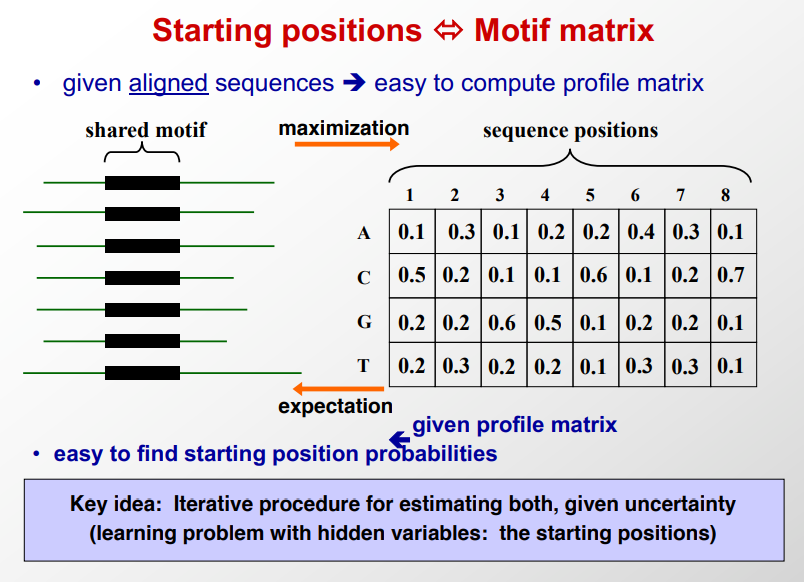 Starting positions ⇔ Motif matrix
• given aligned sequences ➔ easy to compute profile matrix
shared motif
maximization
sequence positions
1 2 3 4 5 6 7 8
A 0.1 0.3 0.1 0.2 0.2 0.4 0.3 0.1
C 0.5 0.2 0.1 0.1 0.6 0.1 0.2 0.7
G 0.2 0.2 0.6 0.5 0.1 0.2 0.2 0.1
T 0.2 0.3 0.2 0.2 0.1 0.3 0.3 0.1
expectation
given profile matrix
• easy to find starting position probabilities
Key idea: Iterative procedure for estimating both, given uncertainty
(learning problem with hidden variables: the starting positions)